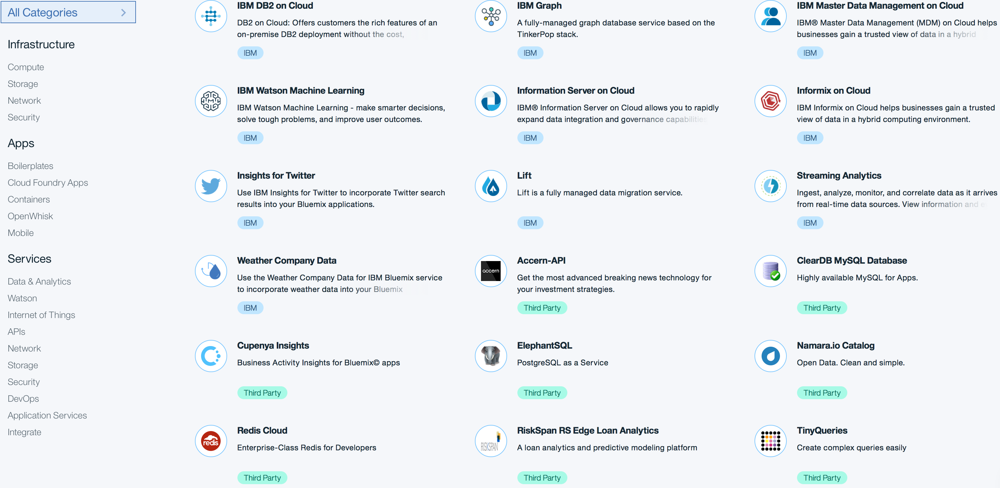 All Categories
Infrastructure
Compute
Storage
Network
Security
Apps
Boilerplates
Cloud Foundry Apps
Containers
OpenWhisk
Mobile
Services
Data & Analytics
Watson
Internet of Things
APIs
Network
Storage
Security
DevOps
Application Services
Integrate
IBM DB2 on Cloud
DB2 on Cloud: Offers customers the rich features of an
on-premise DB2 deployment without the cost,
IBM
IBM Graph
A fully-managed graph database service based on the
TinkerPop stack.
IBM
IBM Master Data Management on Cloud
IBM® Master Data Management (MDM) on Cloud helps
businesses gain a trusted view of data in a hybrid
IBM
IBM Watson Machine Learning
IBM Watson Machine Learning - make smarter decisions,
solve tough problems, and improve user outcomes.
IBM
Information Server on Cloud
IBM® Information Server on Cloud allows you to rapidly
expand data integration and governance capabilities
IBM
Informix on Cloud
IBM Informix on Cloud helps businesses gain a trusted
view of data in a hybrid computing environment.
IBM
Insights for Twitter
Use IBM Insights for Twitter to incorporate Twitter search
results into your Bluemix applications.
IBM
Lift
Lift is a fully managed data migration service.
IBM
Streaming Analytics
Ingest, analyze, monitor, and correlate data as it arrives
from real-time data sources. View information and
IBM
Weather Company Data
Use the Weather Company Data for IBM Bluemix service
to incorporate weather data into your Bluemix
IBM
accern
Accern-API
Get the most advanced breaking news technology for
your investment strategies.
Third Party
ClearDB MySQL Database
Highly available MySQL for Apps.
Third Party
Cupenya Insights
Business Activity Insights for Bluemix© apps
Third Party
ElephantSQL
PostgreSQL as a Service
Third Party
Namara.io Catalog
Open Data. Clean and simple.
Third Party
redis
Redis Cloud
Enterprise-Class Redis for Developers
Third Party
RISKSPAN
RiskSpan RS Edge Loan Analytics
A loan analytics and predictive modeling platform
Third Party
TinyQueries
Create complex queries easily
Third Party